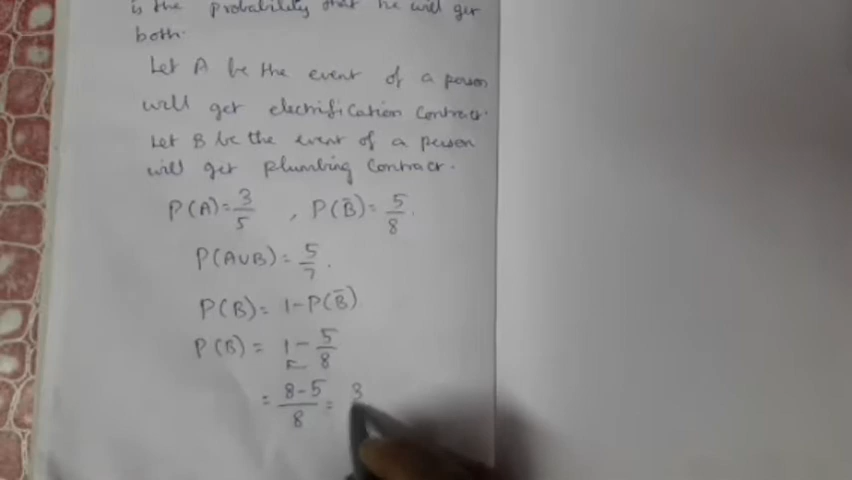 is the probability that he will get
both.
Let A be the event of a person
will get electrification contract.
Let B be the event of a person
will get plumbing contract.
P(A)=3/5 , P(B̄)=5/8.
P(AUB)=5/7.
P(B)= 1-P(B̄)
P(B)= 1-5/8
= 8-5/8 = 3